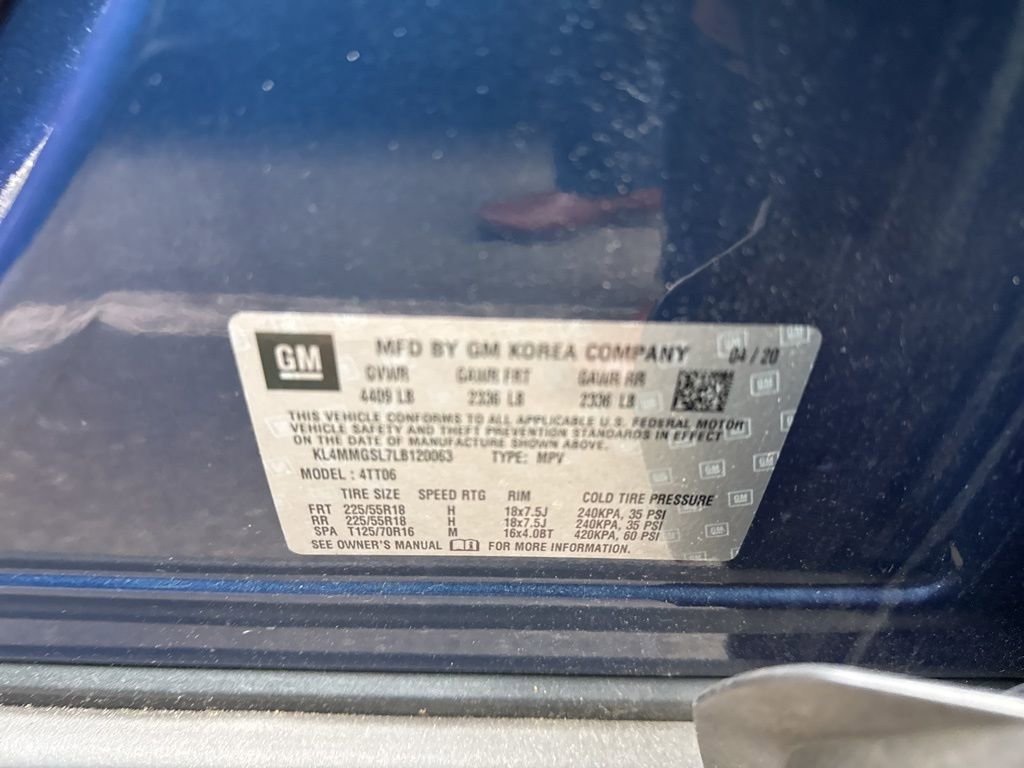 GM MFD BY GM KOREA COMPANY 04/20
GVWR GAWR FRT GAWR RR
4409 LB 2336 LB 2336 LB
THIS VEHICLE CONFORMS TO ALL APPLICABLE U.S. FEDERAL MOTOR
VEHICLE SAFETY AND THEFT PREVENTION STANDARDS IN EFFECT
ON THE DATE OF MANUFACTURE SHOWN ABOVE.
KL4MMGSL7LB120063 TYPE: MPV
MODEL : 4TT06
TIRE SIZE SPEED RTG RIM COLD TIRE PRESSURE
FRT 225/55R18 H 18x7.5J 240KPA, 35 PSI
RR 225/55R18 H 18x7.5J 240KPA, 35 PSI
SPA T125/70R16 M 16x4.0BT 420KPA, 60 PSI
SEE OWNER'S MANUAL FOR MORE INFORMATION.